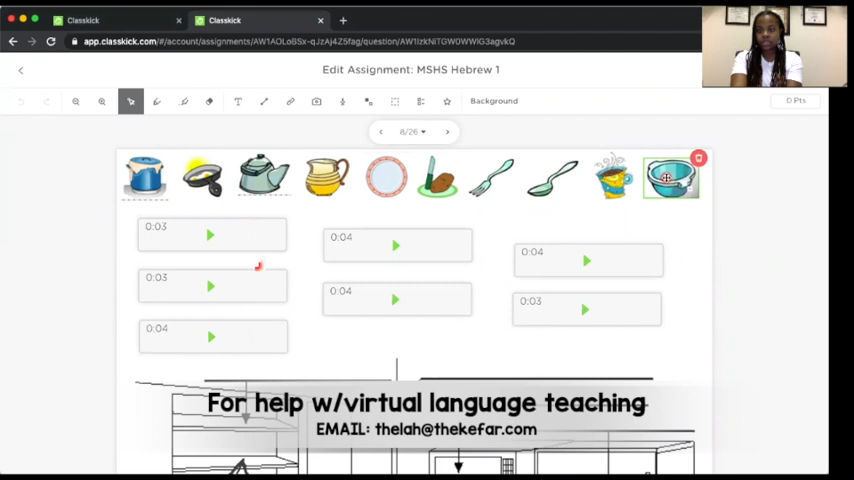 Classkick
Classkick
app.classkick.com/#/account/assignments/AW1AOLoBSx-qJzAj4Z5fag/question/AW1IzkNITGW0WWIG3agvKQ
Edit Assignment: MSHS Hebrew 1
Background
0 Pts
8/26
0:03
0:04
0:04
0:03
0:04
0:03
0:04
For help w/virtual language teaching
EMAIL: thelah@thekefar.com